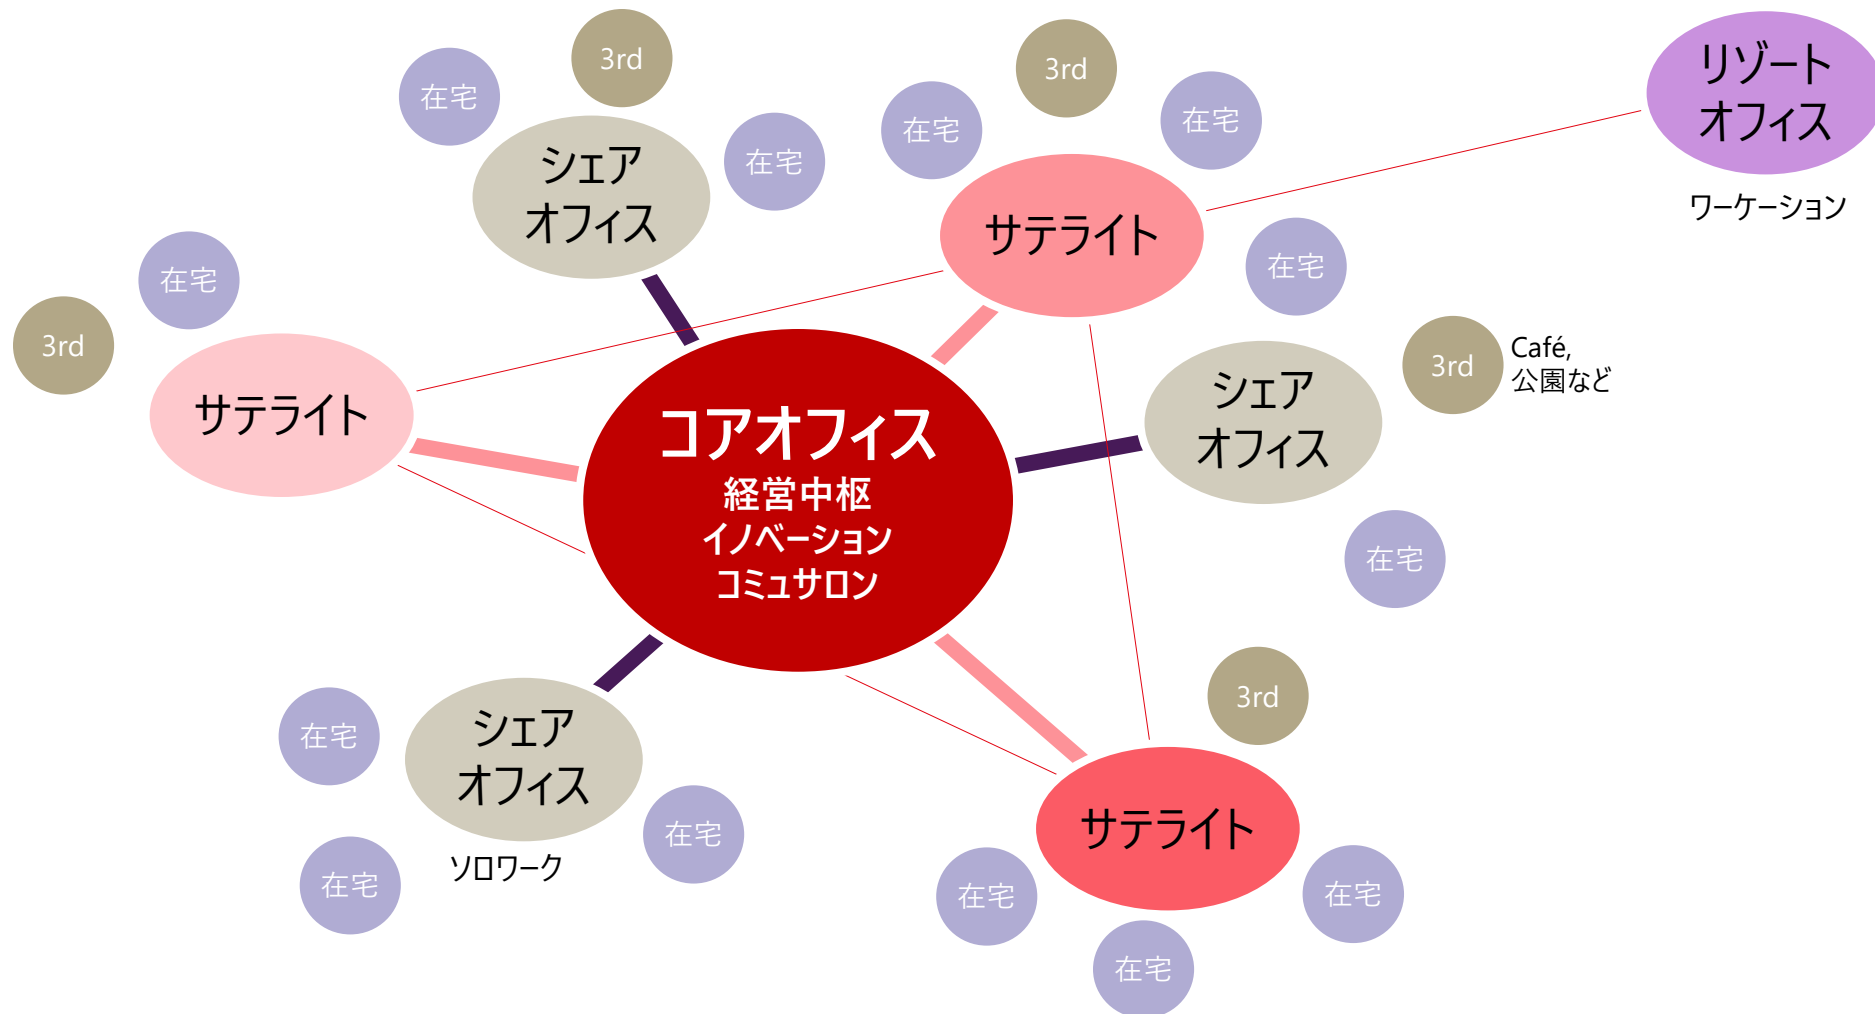 3rd
3rd
リゾート
オフィス
在宅
在宅
在宅
在宅
在宅
シェア
オフィス
ワーケーション
サテライト
在宅
在宅
3rd
3rd
Café,
公園など
サテライト
シェア
オフィス
コアオフィス
経営中枢
イノベーション
コミュサロン
在宅
3rd
在宅
シェア
オフィス
在宅
ソロワーク
在宅
サテライト
在宅
在宅
在宅